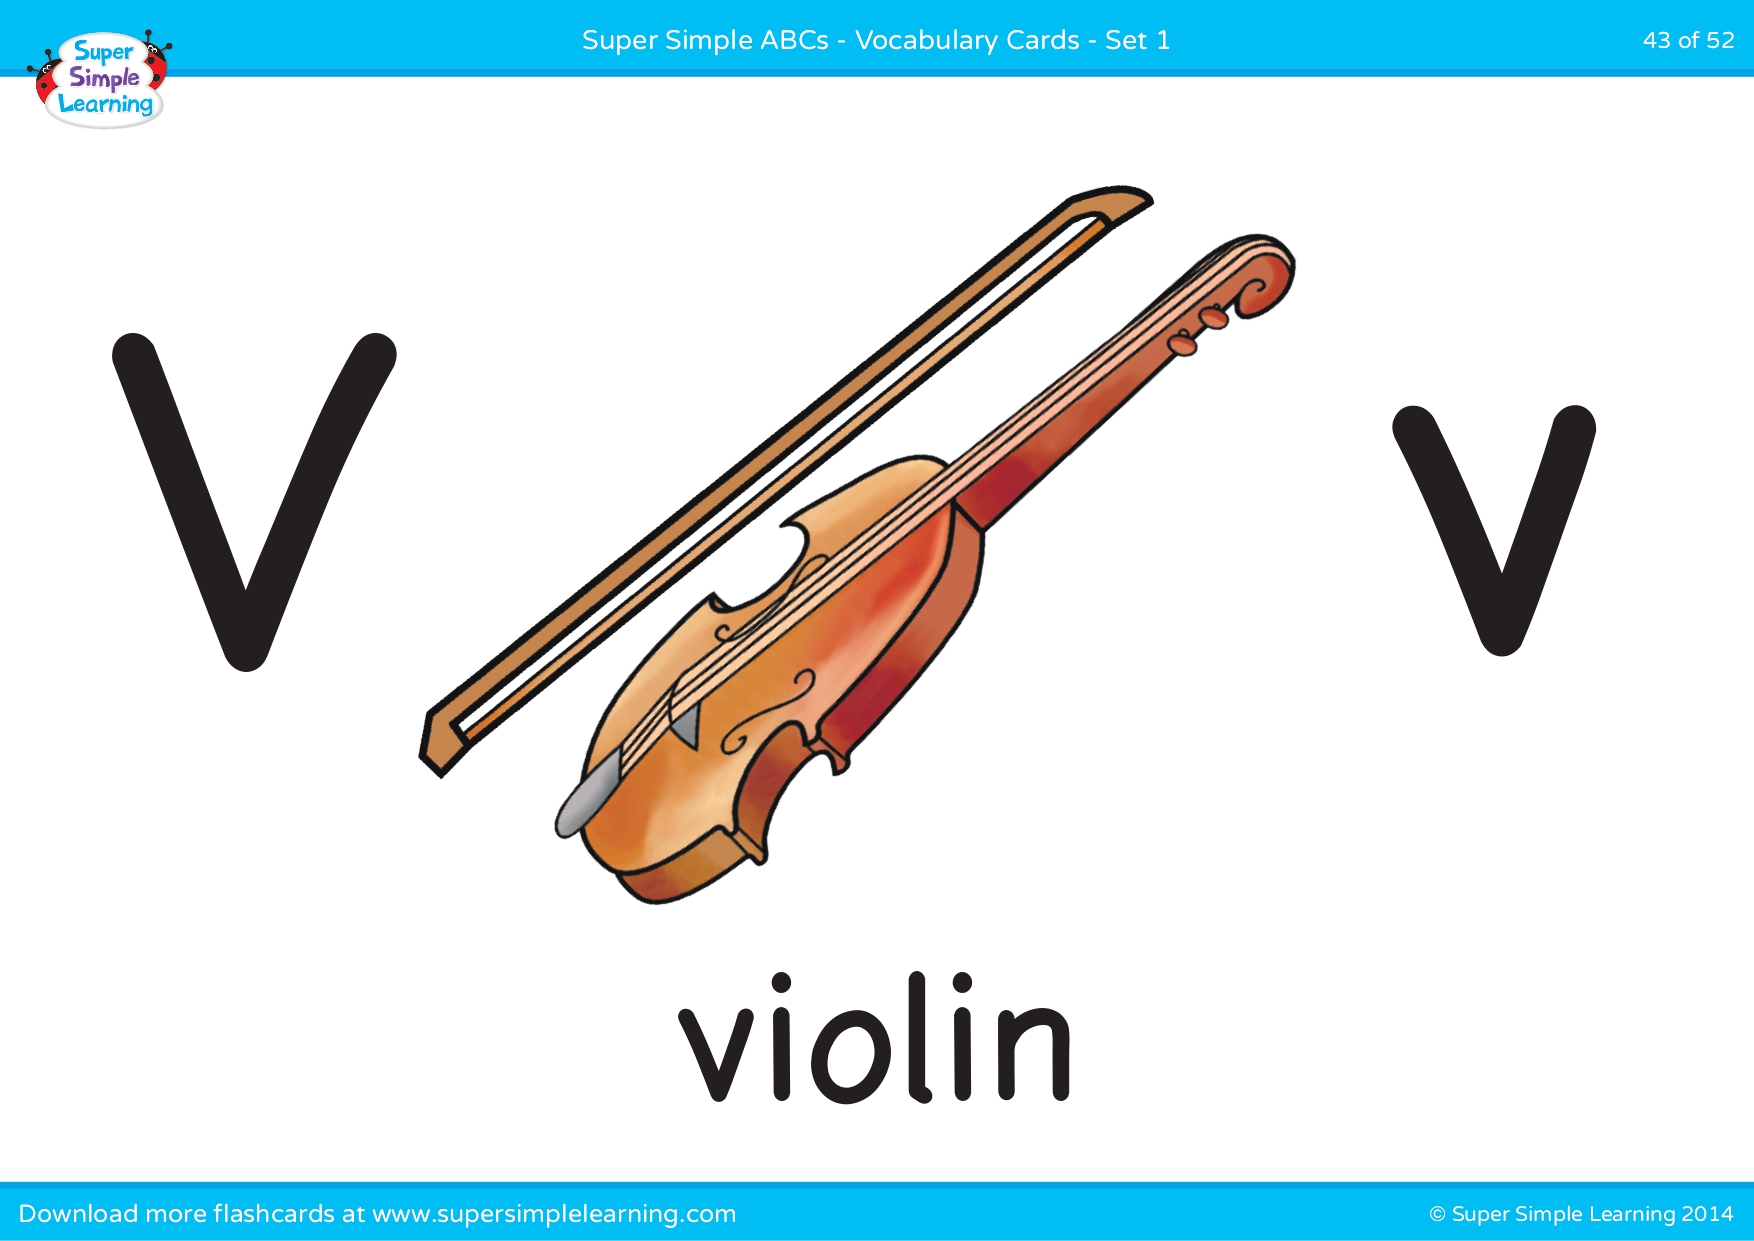 Super Simple ABCs - Vocabulary Cards - Set 1
43 of 52
Super
Simple
Learning
V
v
violin
Download more flashcards at www.supersimplelearning.com
© Super Simple Learning 2014